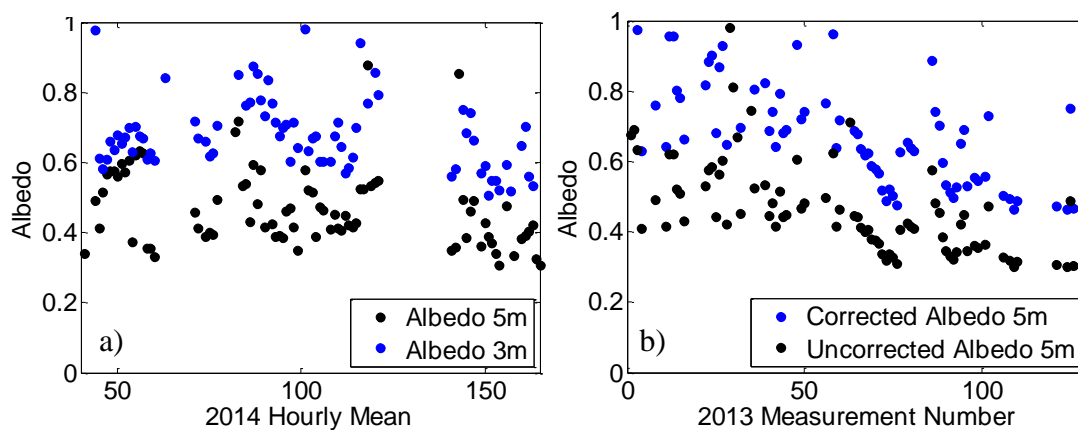 1
0.8
0.6
0.4
0.2
0
Albedo
50 100 150
2014 Hourly Mean
a)
Albedo 5m
Albedo 3m
1
0.8
0.6
0.4
0.2
0
Albedo
0 50 100
2013 Measurement Number
b)
Corrected Albedo 5m
Uncorrected Albedo 5m